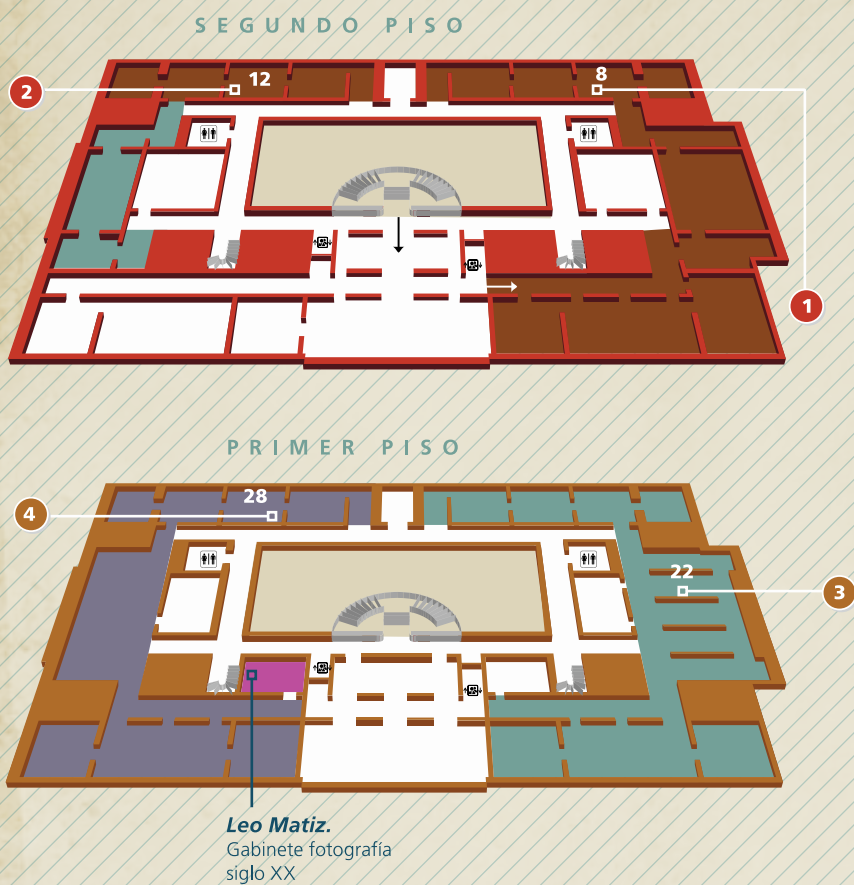 SEGUNDO PISO
2
12
8
1
PRIMER PISO
4
28
22
3
Leo Matiz.
Gabinete fotografía
siglo XX